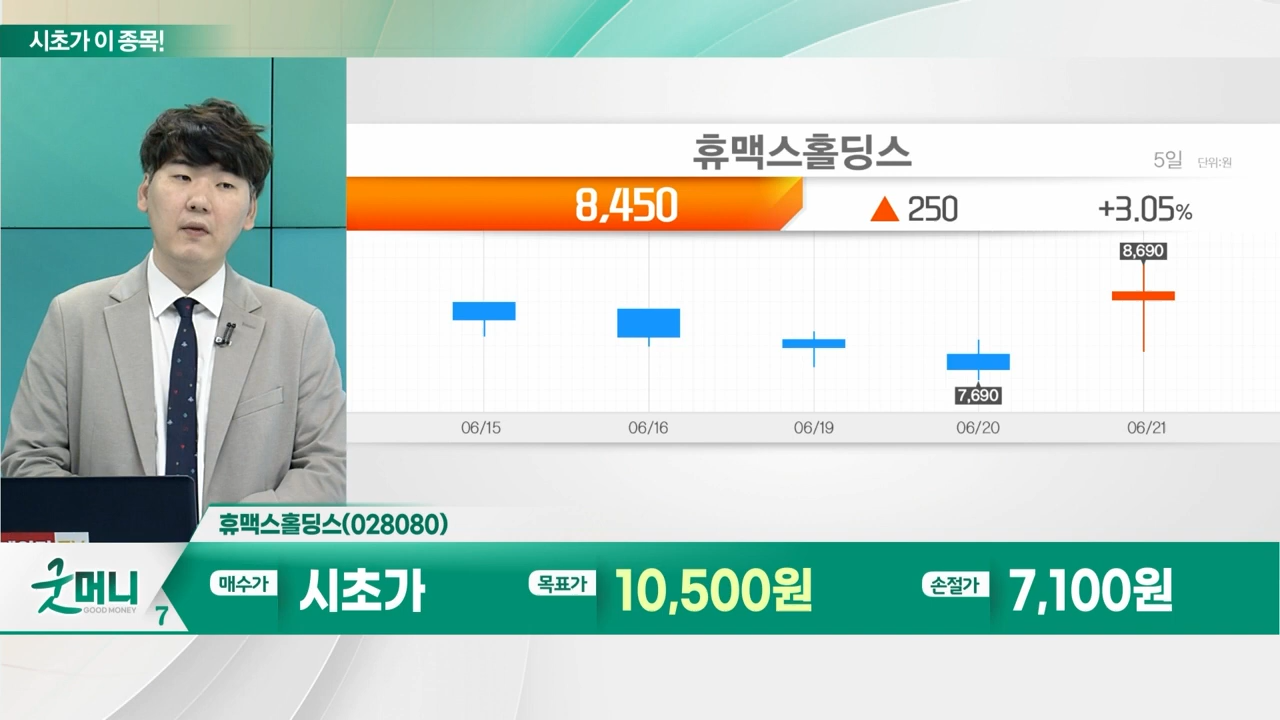 시초가 이 종목!
휴맥스홀딩스
5일 단위:원
8,450 ▲ 250 +3.05%
8,690
7,690
06/15 06/16 06/19 06/20 06/21
휴맥스홀딩스(028080)
굿머니
GOOD MONEY
7
매수가 시초가 목표가 10,500원 손절가 7,100원